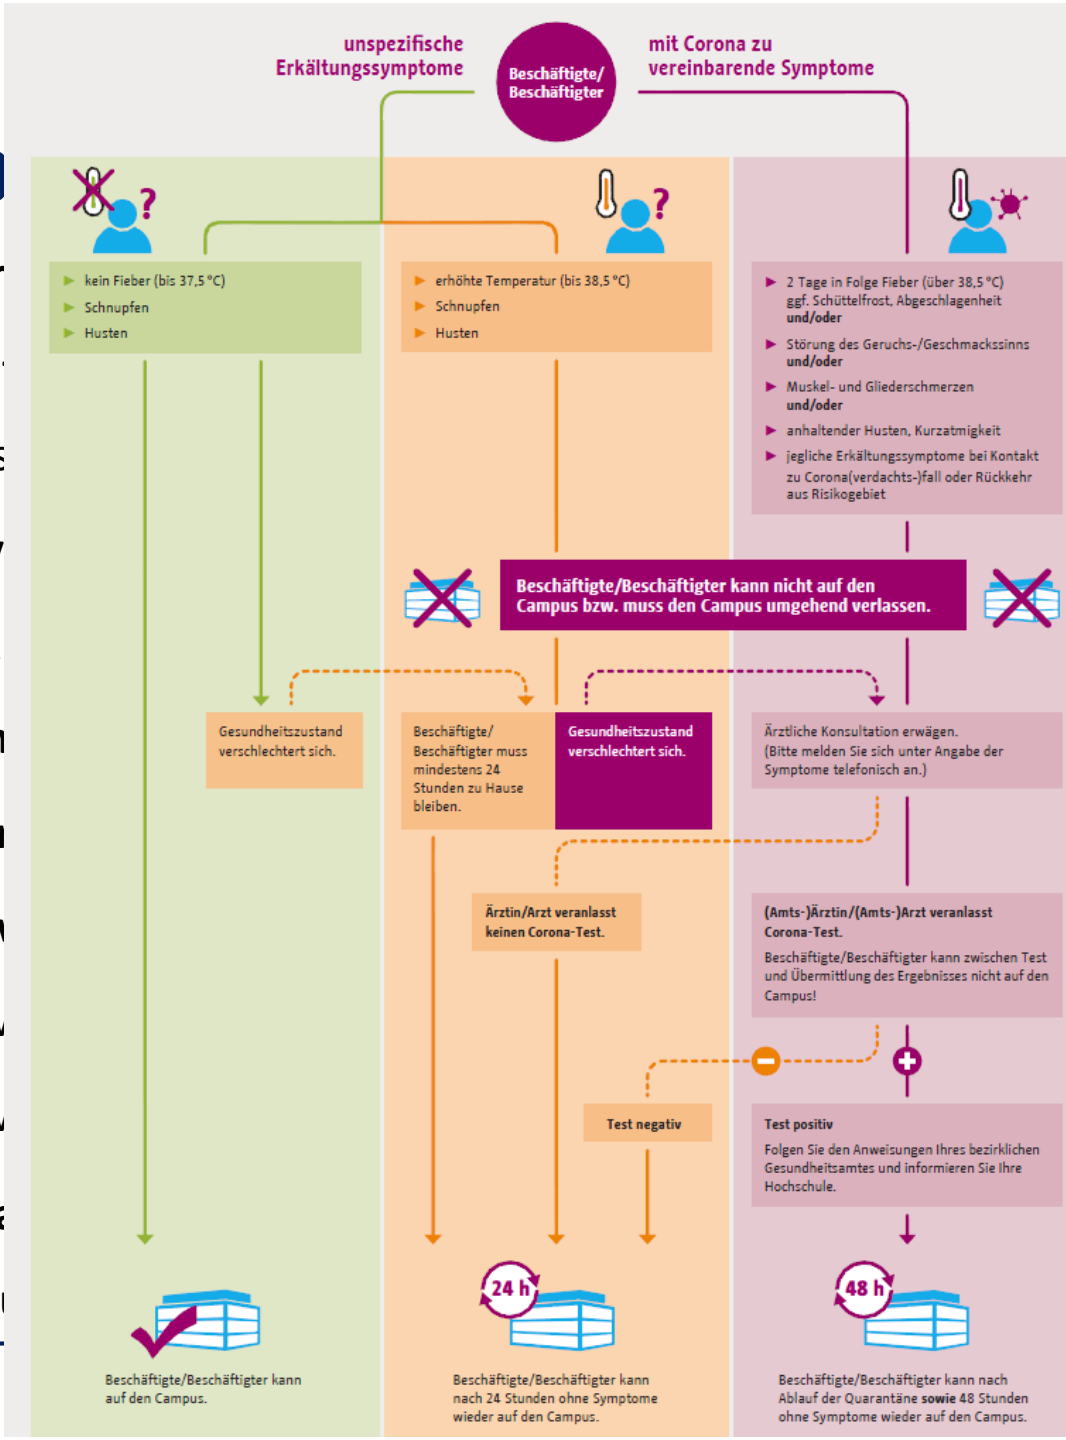 unspezifische
Erkältungssymptome
Beschäftigte/
Beschäftigter
mit Corona zu
vereinbarende Symptome
?
?
kein Fieber (bis 37,5 °C)
Schnupfen
Husten
erhöhte Temperatur (bis 38,5 °C)
Schnupfen
Husten
2 Tage in Folge Fieber (über 38,5 °C)
ggf. Schüttelfrost, Abgeschlagenheit
und/oder
Störung des Geruchs-/Geschmackssinns
und/oder
Muskel- und Gliederschmerzen
und/oder
anhaltender Husten, Kurzatmigkeit
jegliche Erkältungssymptome bei Kontakt
zu Corona(verdachts-)fall oder Rückkehr
aus Risikogebiet
Beschäftigte/Beschäftigter kann nicht auf den
Campus bzw. muss den Campus umgehend verlassen.
Gesundheitszustand
verschlechtert sich.
Beschäftigte/
Beschäftigter muss
mindestens 24
Stunden zu Hause
bleiben.
Gesundheitszustand
verschlechtert sich.
Ärztliche Konsultation erwägen.
(Bitte melden Sie sich unter Angabe der
Symptome telefonisch an.)
Ärztin/Arzt veranlasst
keinen Corona-Test.
(Amts-)Ärztin/(Amts-)Arzt veranlasst
Corona-Test.
Beschäftigte/Beschäftigter kann zwischen Test
und Übermittlung des Ergebnisses nicht auf den
Campus!
Test negativ
Test positiv
Folgen Sie den Anweisungen Ihres bezirklichen
Gesundheitsamtes und informieren Sie Ihre
Hochschule.
24 h
48 h
Beschäftigte/Beschäftigter kann
auf den Campus.
Beschäftigte/Beschäftigter kann
nach 24 Stunden ohne Symptome
wieder auf den Campus.
Beschäftigte/Beschäftigter kann nach
Ablauf der Quarantäne sowie 48 Stunden
ohne Symptome wieder auf den Campus.